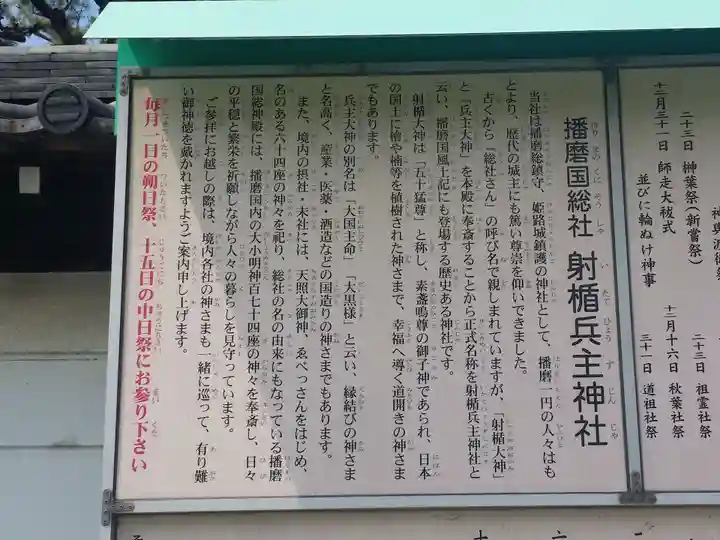 二三日 榊祭(新嘗祭)
十二月三十一日 師走大祓式
並びに輪ぬけ神事
十二月十六日 秋葉社祭
三十一日 道祖社祭
三日 祖霊社祭
播磨国総社 射楯兵主神社
はり まの くに そう しゃ い たて ひょう ず じん じゃ
当社は播磨総鎮守、姫路城鎮護の神社として、播磨一円の人々はも
とより、歴代の城主にも篤い尊崇を仰いできました。
古くから「総社さん」の呼び名で親しまれていますが、「射楯大神」
と「兵主大神」を本殿に奉斎することから正式名称を射楯兵主神社と
云い、播磨国風土記にも登場する歴史ある神社です。
射楯大神は「五十猛尊」と称し、素盞嗚尊の御子神であられ、日本
の国土に檜や楠等を植樹された神さまで、幸福へ導く道開きの神さま
でもあります。
兵主大神の別名は「大国主命」「大黒様」と云い、縁結びの神さま
と名高く、産業・医薬・酒造などの国造りの神さまでもあります。
また、境内の摂社・末社には、天照大御神、ゑべっさんをはじめ、
名のある六十四座の神々を祀り、総社の名の由来にもなっている播磨
国総神殿には、播磨国内の大小明神百七十四座の神々を奉斎し、日々
の平穏と繁栄を祈願しながら人々の暮らしを見守っています。
ご参拝にお越しの際は、境内各社の神さまも一緒に巡って、有り難
い御神徳を戴かれますようご案内申し上げます。
毎月一日の朔日祭、十五日の中日祭にお参り下さい